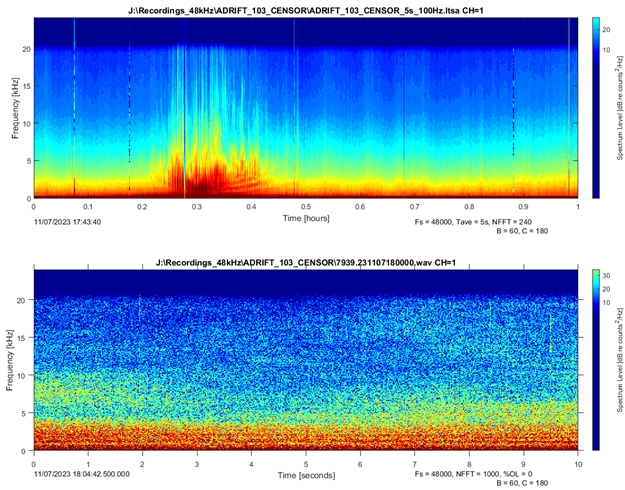 J:\Recordings_48kHz\ADRIFT_103_CENSOR\ADRIFT_103_CENSOR_5s_100Hz.ltsa CH=1
Frequency [kHz]
20
15
10
5
0
0 0.1 0.2 0.3 0.4 0.5 0.6 0.7 0.8 0.9 1
Time [hours]
11/07/2023 17:43:40
Fs = 48000, Tave = 5s, NFFT = 240
B = 60, C = 180
20
10
Spectrum Level [dB re counts²/Hz]
J:\Recordings_48kHz\ADRIFT_103_CENSOR\7939.231107180000.wav CH=1
Frequency [kHz]
20
15
10
5
0
0 1 2 3 4 5 6 7 8 9 10
Time [seconds]
11/07/2023 18:04:42.500.000
Fs = 48000, NFFT = 1000, %OL = 0
B = 60, C = 180
30
20
10
Spectrum Level [dB re counts²/Hz]